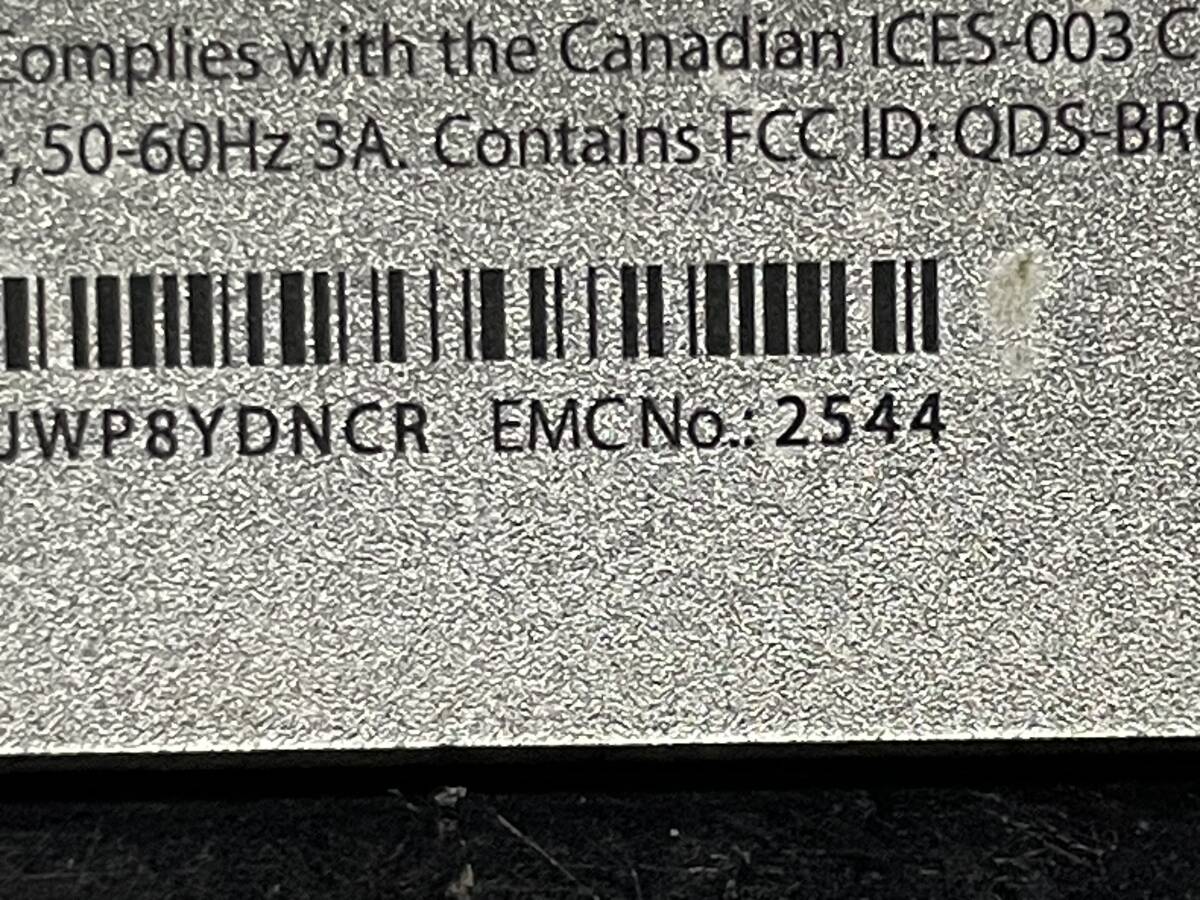 Complies with the Canadian ICES-003 C
, 50-60Hz 3A. Contains FCC ID: QDS-BR
JWP8YDNCR EMC No.: 2544